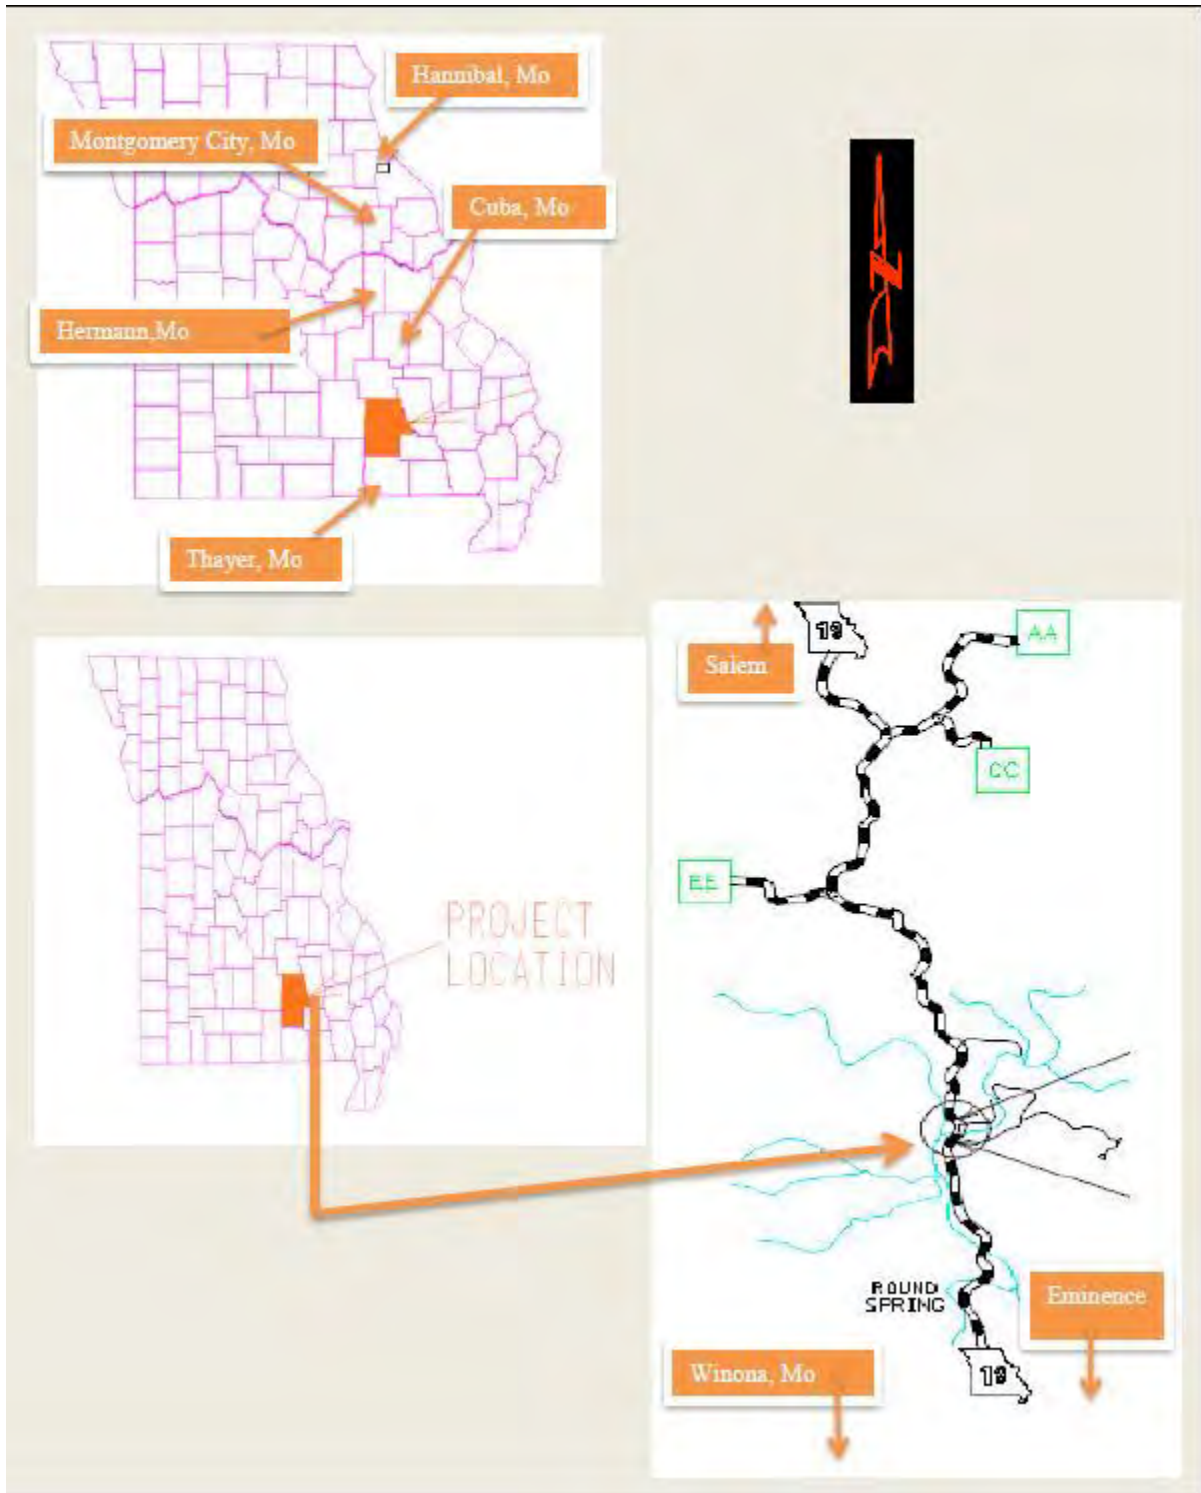 Hannibal, Mo
Montgomery City, Mo
Cuba, Mo
Hermann,Mo
Thayer, Mo
N
19
Salem
AA
CC
EE
PROJECT
LOCATION
ROUND
SPRING
Eminence
Winona, Mo
19